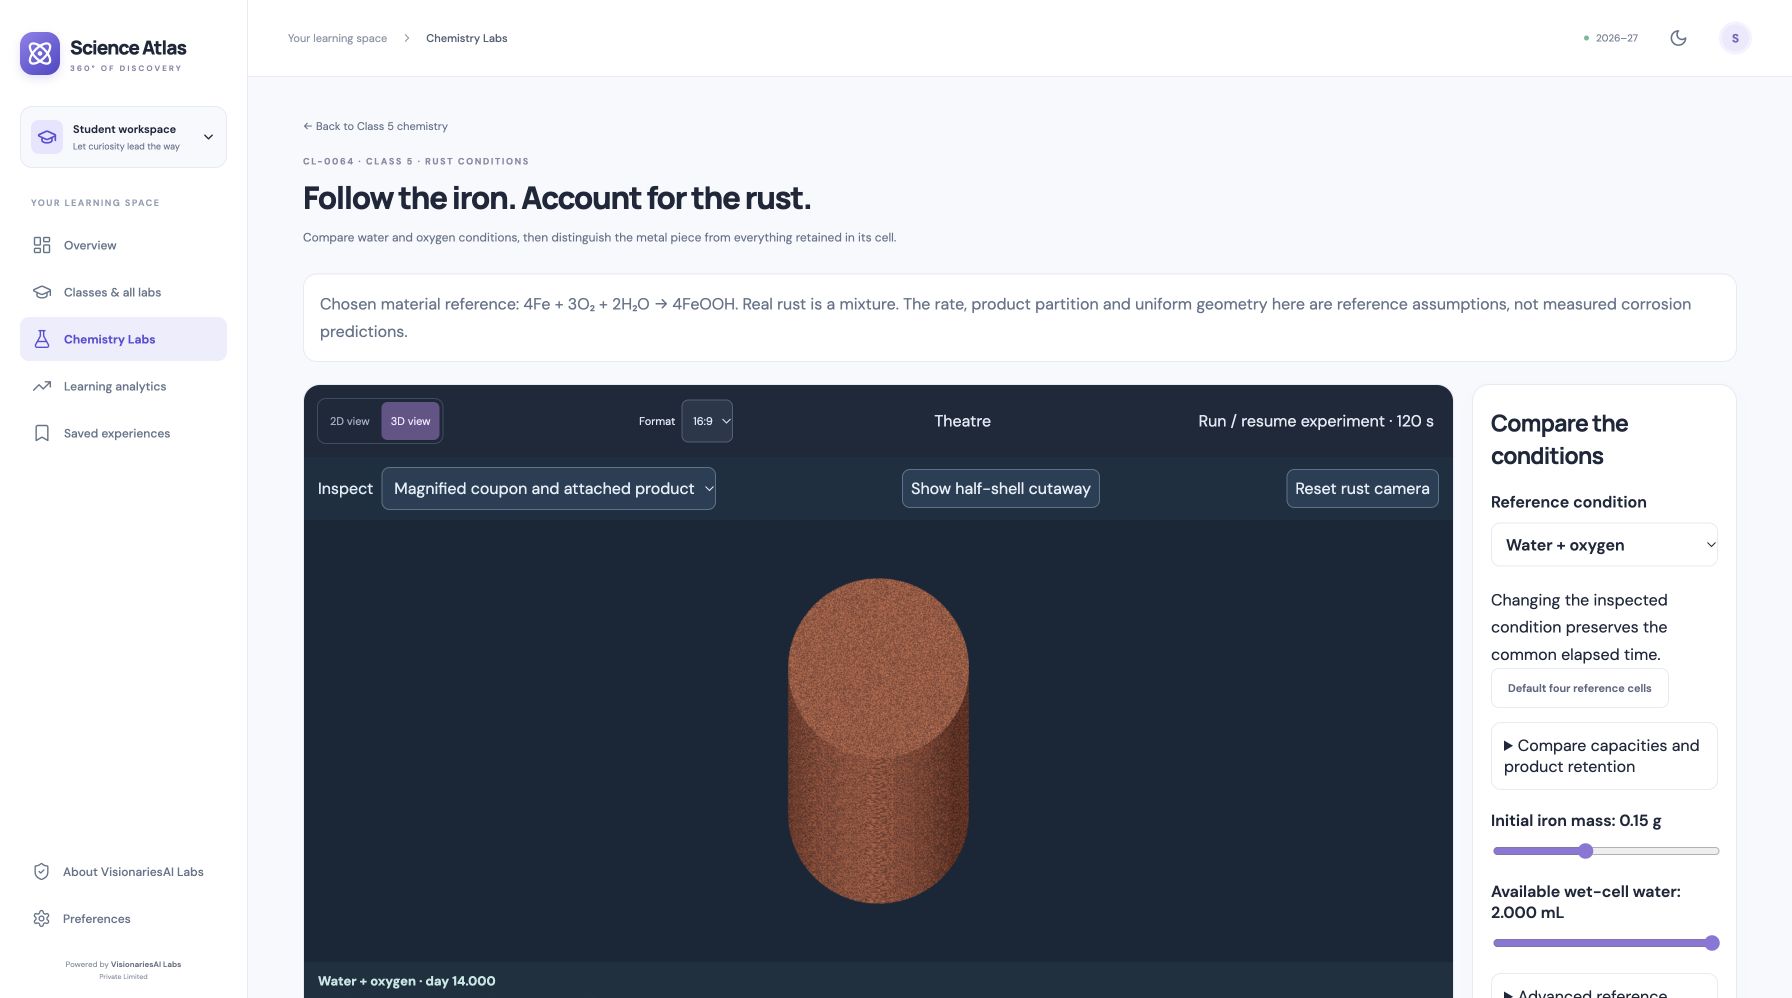 Science Atlas
360° OF DISCOVERY
Student workspace
Let curiosity lead the way
YOUR LEARNING SPACE
Overview
Classes & all labs
Chemistry Labs
Learning analytics
Saved experiences
About VisionariesAI Labs
Preferences
Powered by VisionariesAI Labs
Private Limited
Your learning space
Chemistry Labs
2026–27
S
← Back to Class 5 chemistry
CL-0064 · CLASS 5 · RUST CONDITIONS
Follow the iron. Account for the rust.
Compare water and oxygen conditions, then distinguish the metal piece from everything retained in its cell.
Chosen material reference: 4Fe + 3O₂ + 2H₂O → 4FeOOH. Real rust is a mixture. The rate, product partition and uniform geometry here are reference assumptions, not measured corrosion
predictions.
2D view
3D view
Format
16:9
Theatre
Run / resume experiment · 120 s
Inspect
Magnified coupon and attached product
Show half-shell cutaway
Reset rust camera
Water + oxygen · day 14.000
Compare the
conditions
Reference condition
Water + oxygen
Changing the inspected
condition preserves the
common elapsed time.
Default four reference cells
▶ Compare capacities and
product retention
Initial iron mass: 0.15 g
Available wet-cell water:
2.000 mL
▶ Advanced reference